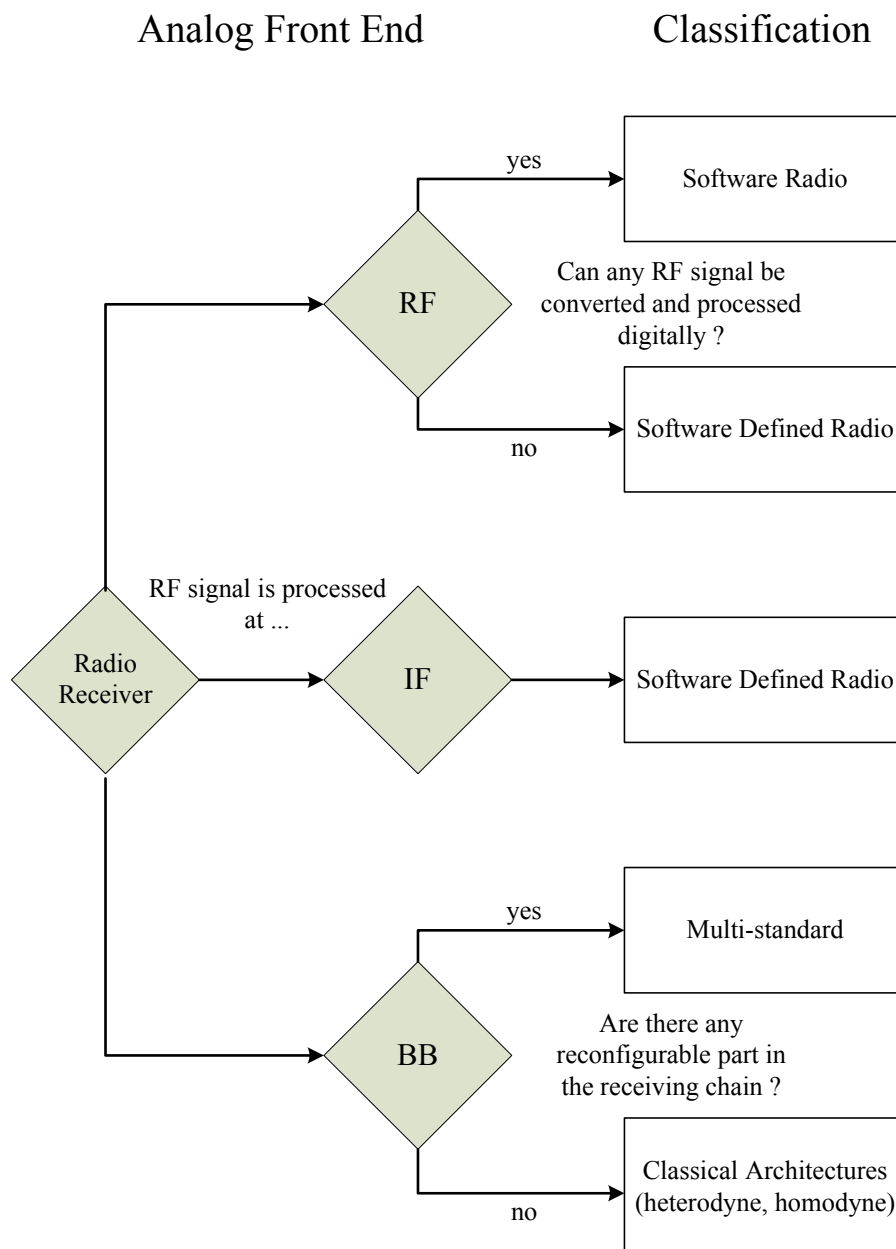 Analog Front End
Classification
yes
Software Radio
RF
Can any RF signal be
converted and processed
digitally ?
no
Software Defined Radio
RF signal is processed
at ...
Radio
Receiver
IF
Software Defined Radio
yes
Multi-standard
BB
Are there any
reconfigurable part in
the receiving chain ?
no
Classical Architectures
(heterodyne, homodyne)